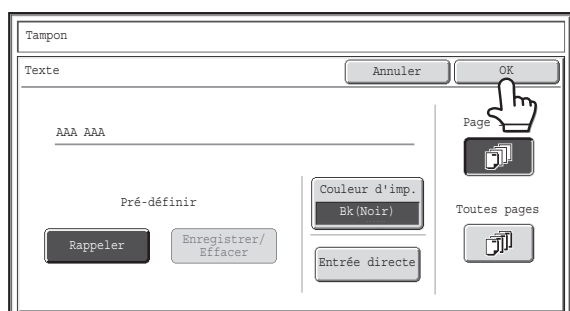 Tampon
Texte
Annuler
OK
AAA AAA
Page
Pré-définir
Couleur d'imp.
Bk(Noir)
Toutes pages
Rappeler
Enregistrer/
Effacer
Entrée directe